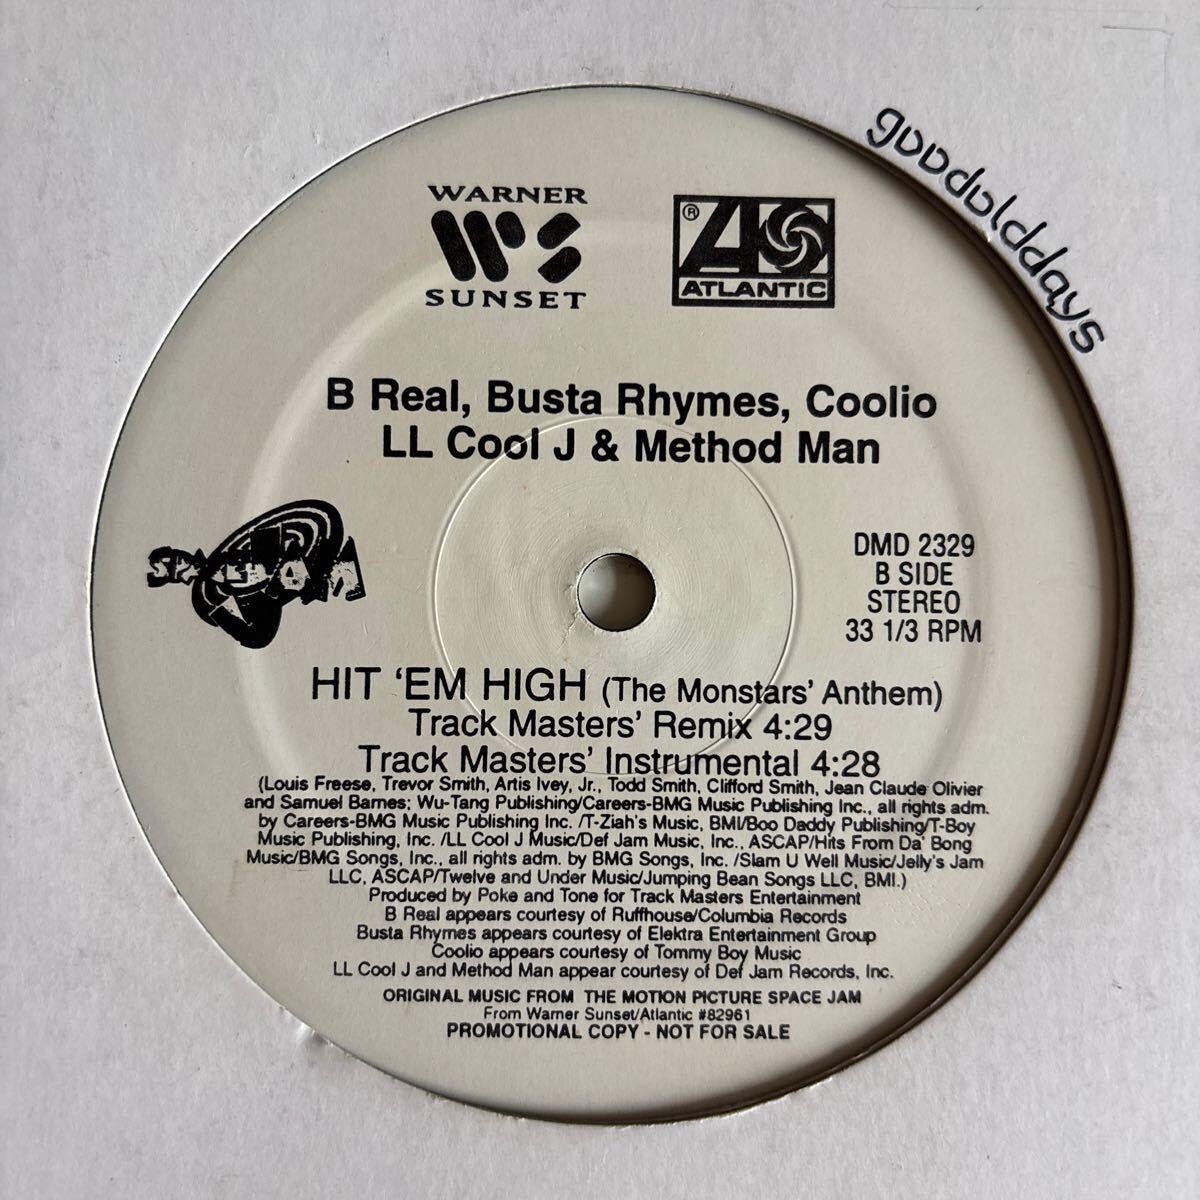 gooodolddays
WARNER
WS
SUNSET
®
ATLANTIC
B Real, Busta Rhymes, Coolio
LL Cool J & Method Man
SPACE JAM
DMD 2329
B SIDE
STEREO
33 1/3 RPM
HIT ‘EM HIGH (The Monstars’ Anthem)
Track Masters’ Remix 4:29
Track Masters’ Instrumental 4:28
(Louis Freese, Trevor Smith, Artis Ivey, Jr., Todd Smith, Clifford Smith, Jean Claude Olivier
and Samuel Barnes; Wu-Tang Publishing/Careers-BMG Music Publishing Inc., all rights adm.
by Careers-BMG Music Publishing Inc. /T-Ziah's Music, BMI/Boo Daddy Publishing/T-Boy
Music Publishing, Inc. /LL Cool J Music/Def Jam Music, Inc., ASCAP/Hits From Da' Bong
Music/BMG Songs, Inc., all rights adm. by BMG Songs, Inc. /Slam U Well Music/Jelly's Jam
LLC, ASCAP/Twelve and Under Music/Jumping Bean Songs LLC, BMI.)
Produced by Poke and Tone for Track Masters Entertainment
B Real appears courtesy of Ruffhouse/Columbia Records
Busta Rhymes appears courtesy of Elektra Entertainment Group
Coolio appears courtesy of Tommy Boy Music
LL Cool J and Method Man appear courtesy of Def Jam Records, Inc.
ORIGINAL MUSIC FROM THE MOTION PICTURE SPACE JAM
From Warner Sunset/Atlantic #82961
PROMOTIONAL COPY - NOT FOR SALE